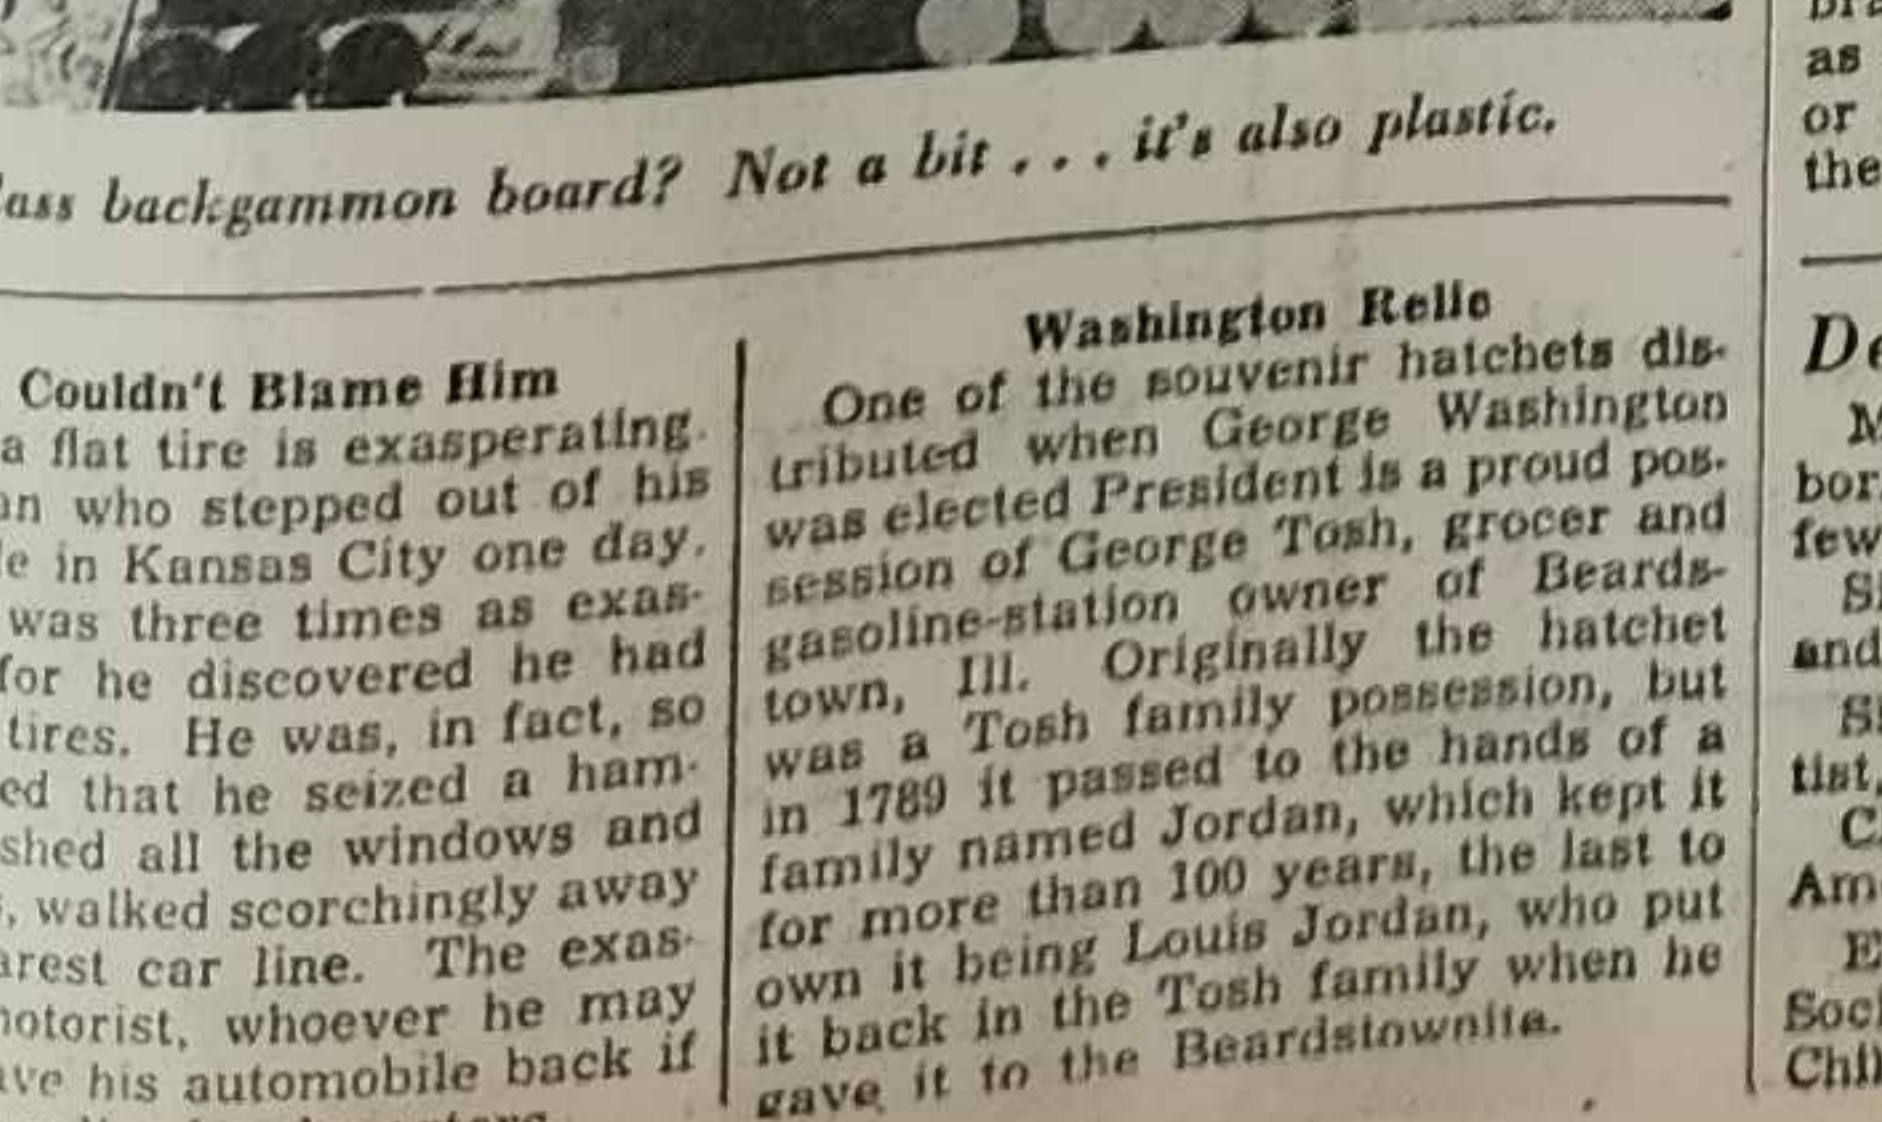 backgammon board? Not a bit . . . it's also plastic.
Couldn't Blame Him
a flat tire is exasperating.
who stepped out of his
in Kansas City one day.
was three times as exas-
for he discovered he had
tires. He was, in fact, so
that he seized a ham-
all the windows and
walked scorchingly away
car line. The exas-
whoever he may
his automobile back if
Washington Relic
One of the souvenir hatchets dis-
tributed when George Washington
was elected President is a proud pos-
session of George Tosh, grocer and
gasoline-station owner of Beards-
town, Ill. Originally the hatchet
was a Tosh family possession, but
in 1789 it passed to the hands of a
family named Jordan, which kept it
for more than 100 years, the last to
own it being Louis Jordan, who put
it back in the Tosh family when he
gave it to the Beardstownite.
as
or
the
few
and